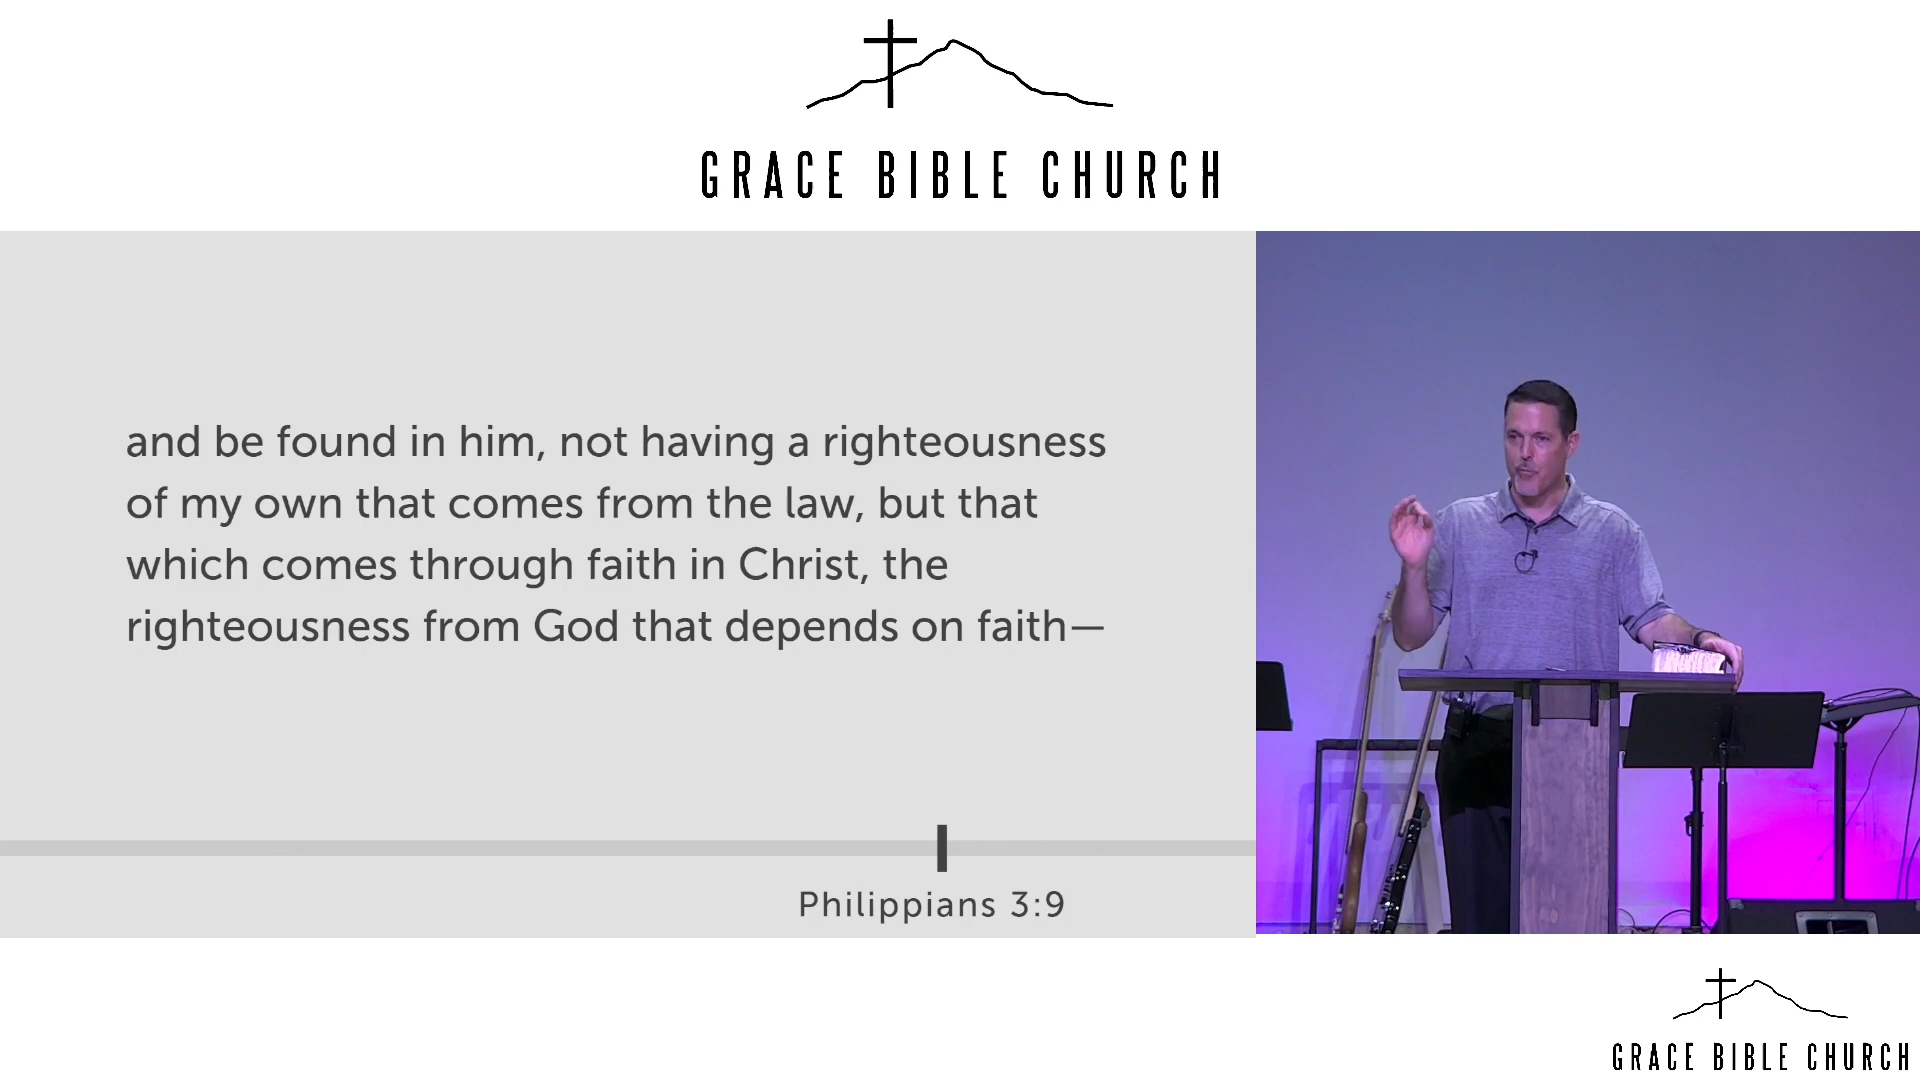 GRACE BIBLE CHURCH
and be found in him, not having a righteousness
of my own that comes from the law, but that
which comes through faith in Christ, the
righteousness from God that depends on faith—
Philippians 3:9
GRACE BIBLE CHURCH